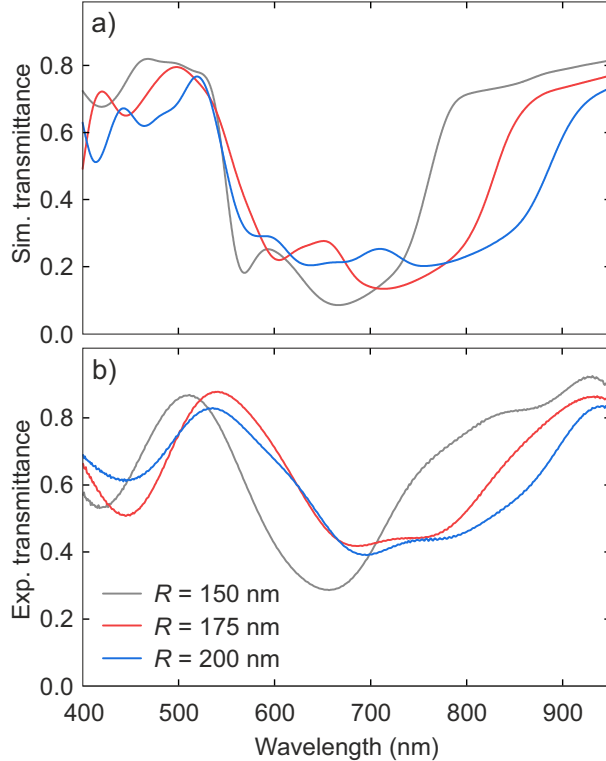 a)
Sim. transmittance
0.8
0.6
0.4
0.2
0.0
b)
Exp. transmittance
0.8
0.6
0.4
0.2
0.0
R = 150 nm
R = 175 nm
R = 200 nm
400 500 600 700 800 900
Wavelength (nm)